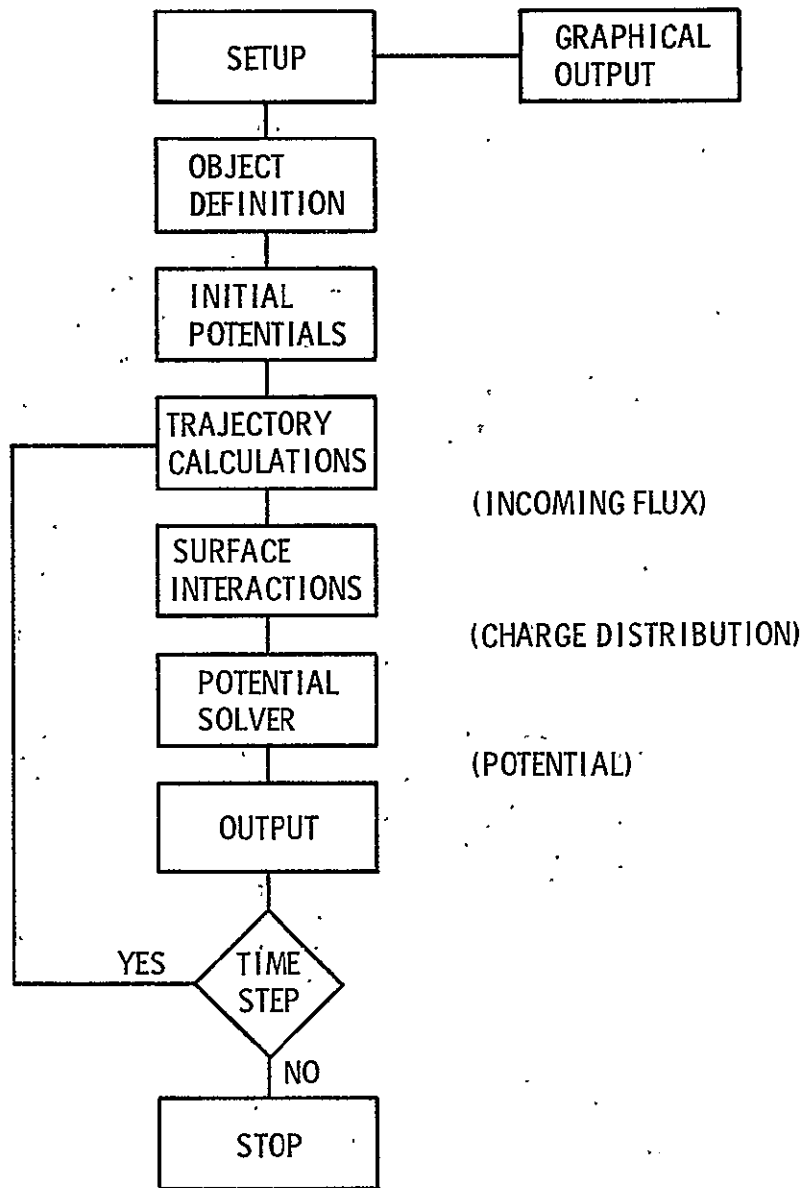 SETUP
GRAPHICAL
OUTPUT
OBJECT
DEFINITION
INITIAL
POTENTIALS
TRAJECTORY
CALCULATIONS
(INCOMING FLUX)
SURFACE
INTERACTIONS
(CHARGE DISTRIBUTION)
POTENTIAL
SOLVER
(POTENTIAL)
OUTPUT
YES
TIME
STEP
NO
STOP